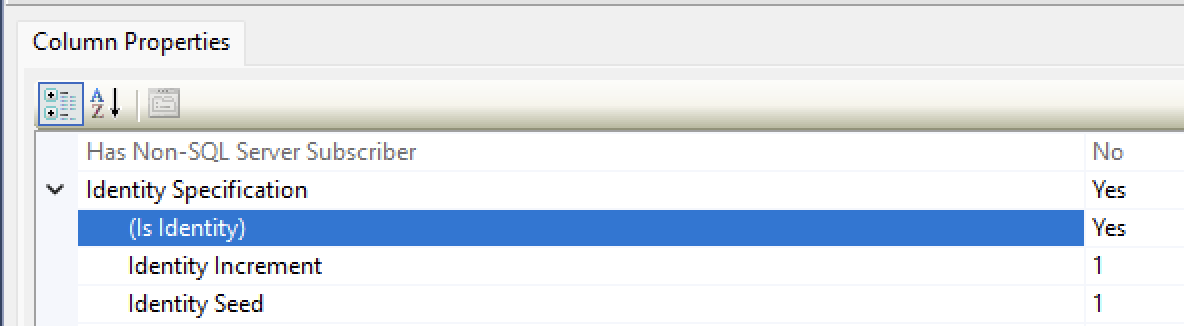 Column Properties
A
Z
Has Non-SQL Server Subscriber No
Identity Specification Yes
(Is Identity) Yes
Identity Increment 1
Identity Seed 1